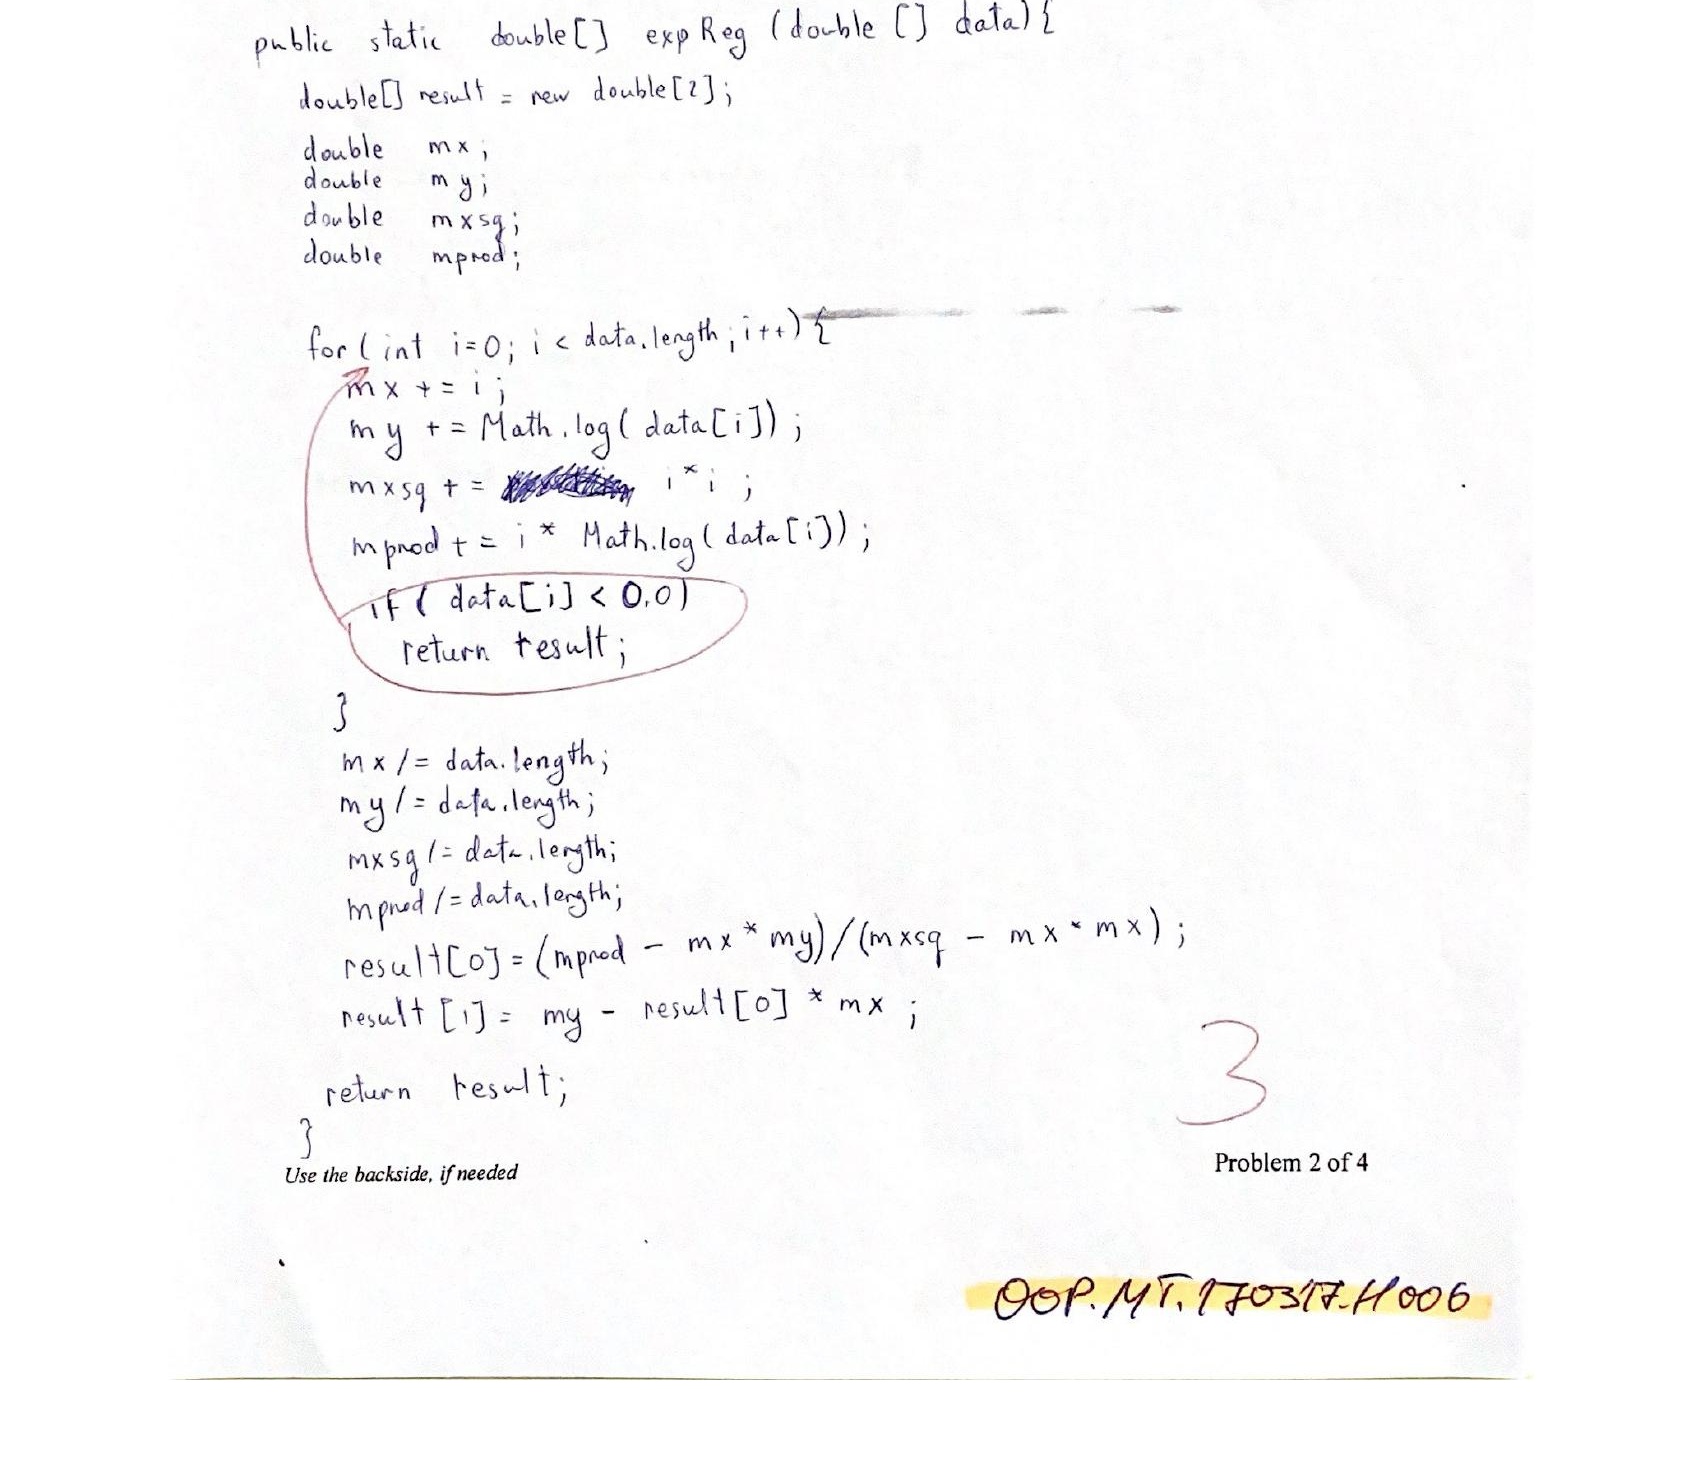 public static double[] expReg (double [] data) {
double[] result = new double[2];
double mx;
double my;
double mxsq;
double mprod;
for (int i=0; i < data.length; i++) {
mx += i;
my += Math.log( data[i]);
mxsq += i*i ;
mprod += i * Math.log( data[i]);
if ( data[i] < 0.0)
return result;
}
mx /= data.length;
my /= data.length;
mxsq /= data.length;
mprod /= data.length;
result[0] = (mprod - mx * my)/(mxsq - mx * mx) ;
result [1] = my - result[0] * mx ;
return result;
3
}
Use the backside, if needed
Problem 2 of 4
OOP.MT.170317.H006